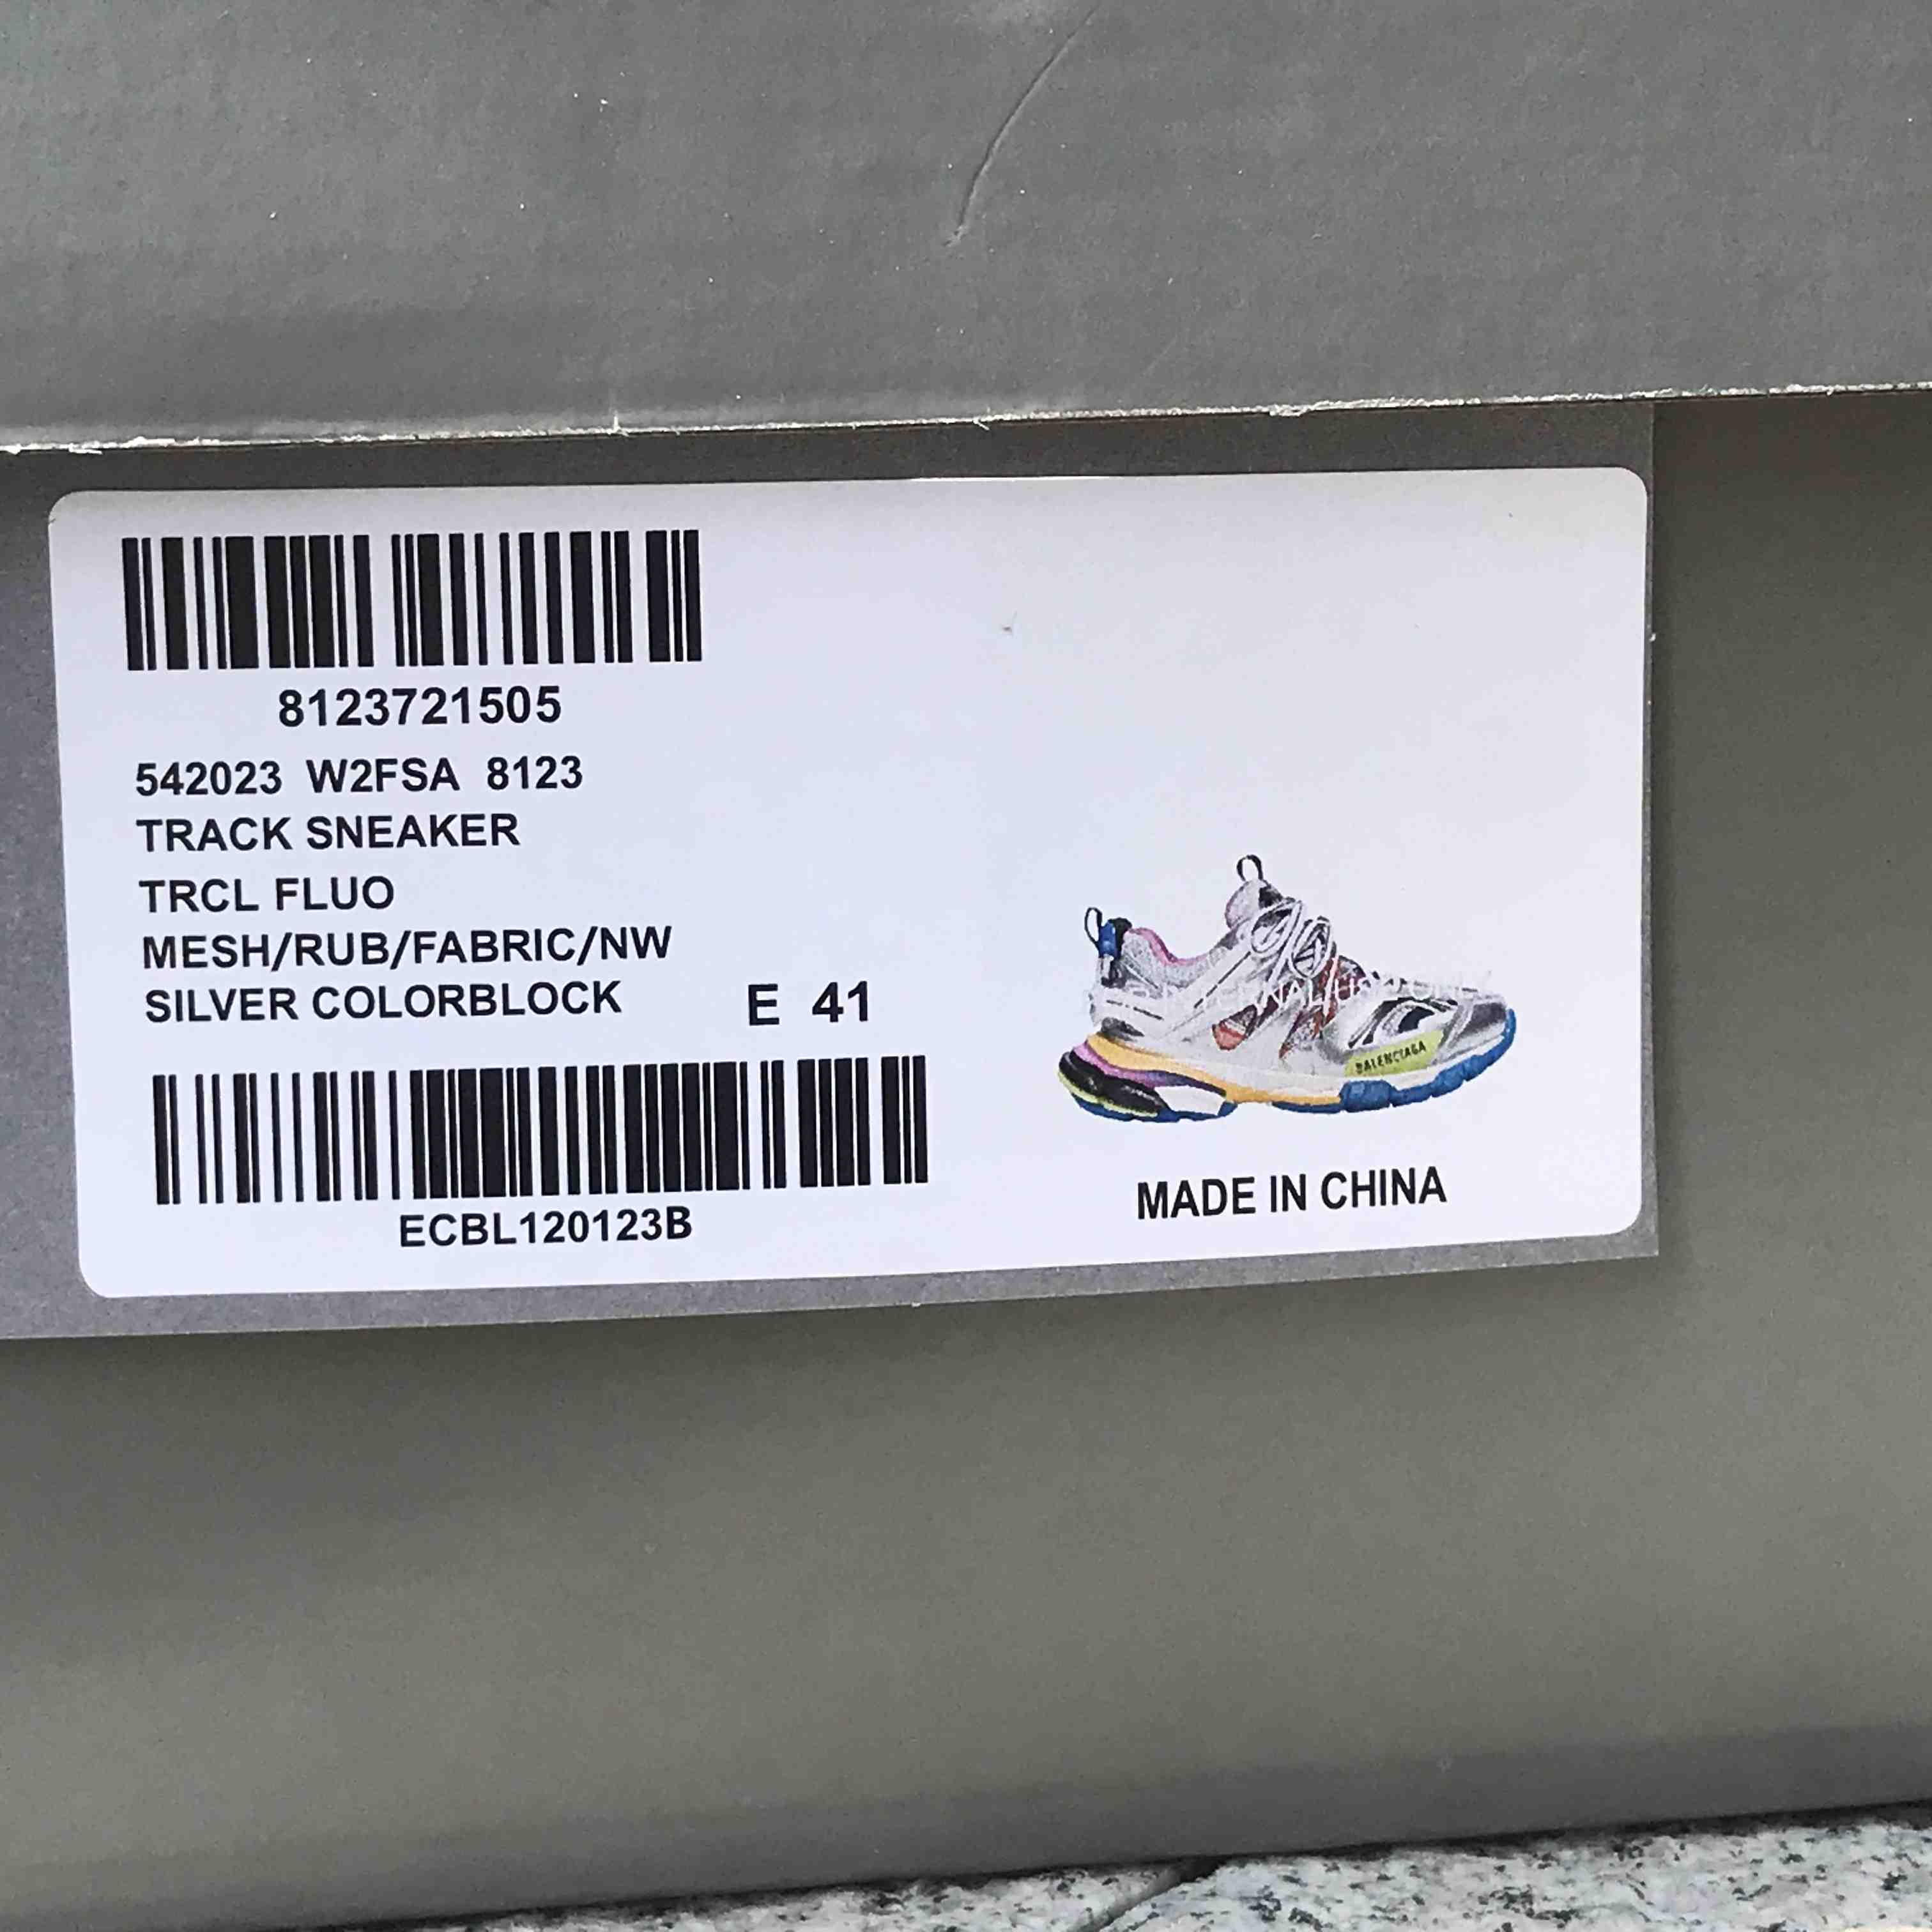 8123721505
542023 W2FSA 8123
TRACK SNEAKER
TRCL FLUO
MESH/RUB/FABRIC/NW
SILVER COLORBLOCK E 41
BALENCIAGA
ECBL120123B
MADE IN CHINA